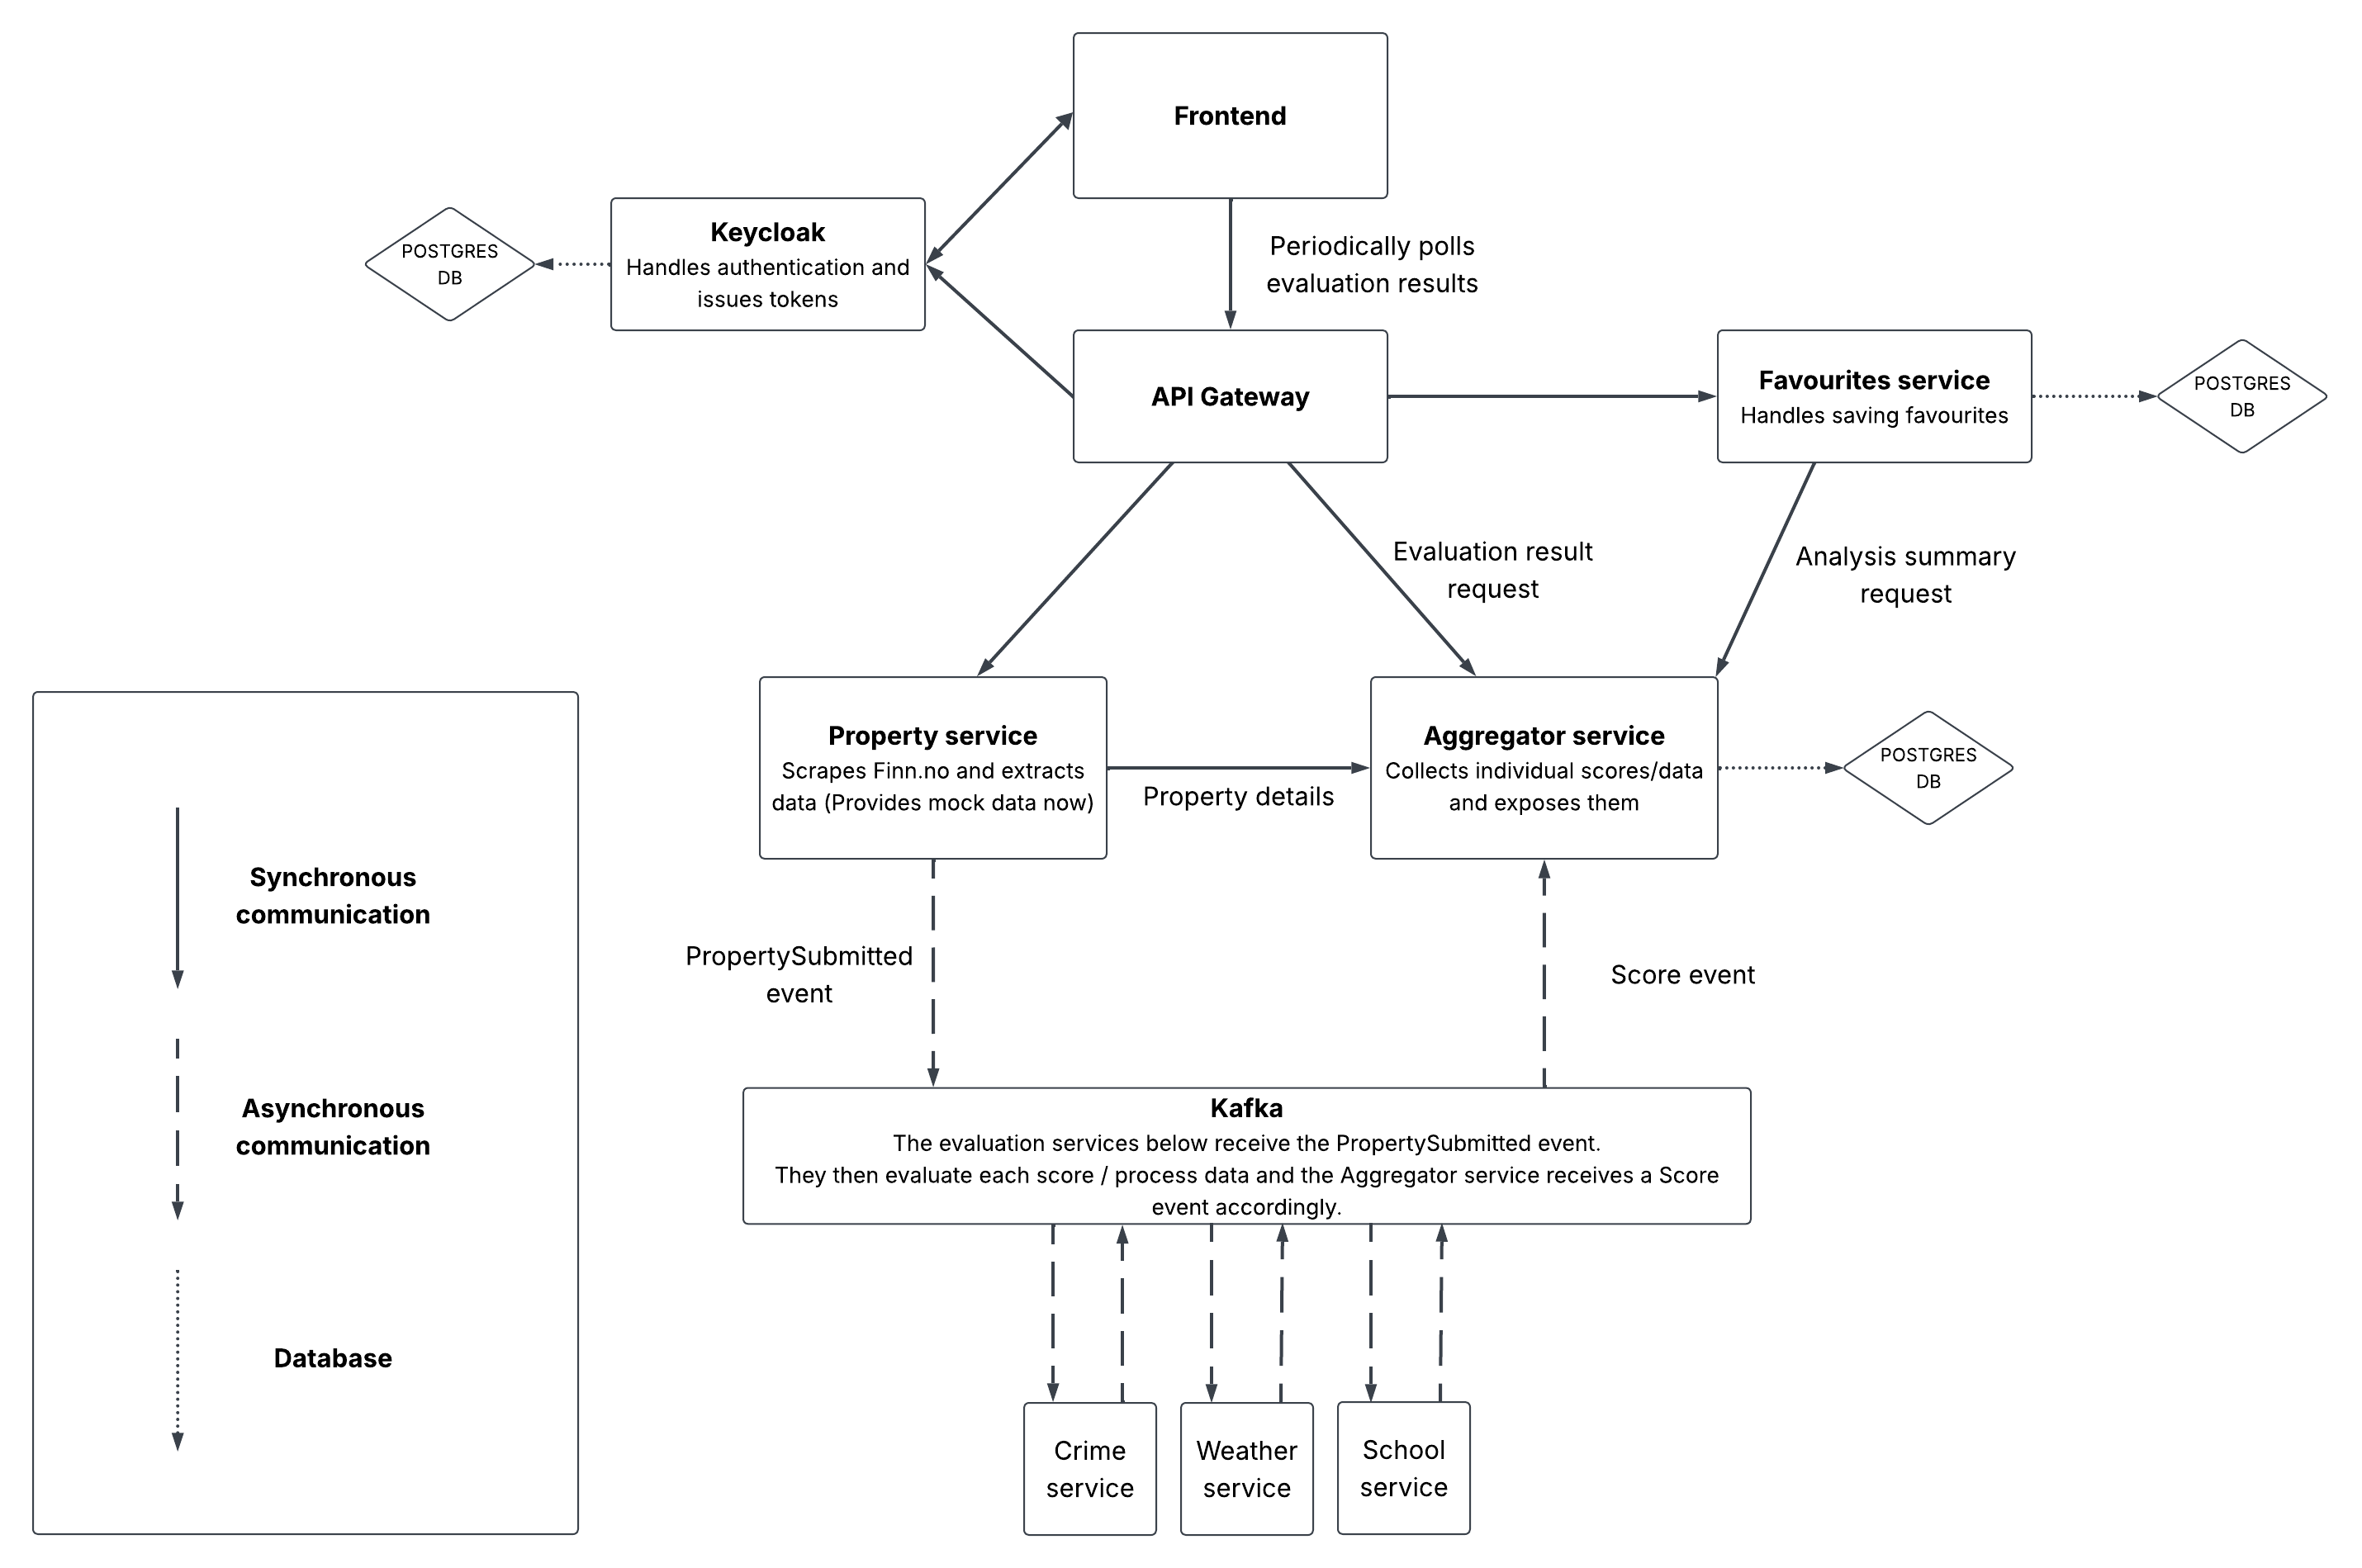 Frontend
Keycloak
Handles authentication and
issues tokens
POSTGRES
DB
Periodically polls
evaluation results
API Gateway
Favourites service
Handles saving favourites
POSTGRES
DB
Evaluation result
request
Analysis summary
request
Property service
Scrapes Finn.no and extracts
data (Provides mock data now)
Property details
Aggregator service
Collects individual scores/data
and exposes them
POSTGRES
DB
Synchronous
communication
Asynchronous
communication
Database
PropertySubmitted
event
Score event
Kafka
The evaluation services below receive the PropertySubmitted event.
They then evaluate each score / process data and the Aggregator service receives a Score
event accordingly.
Crime
service
Weather
service
School
service